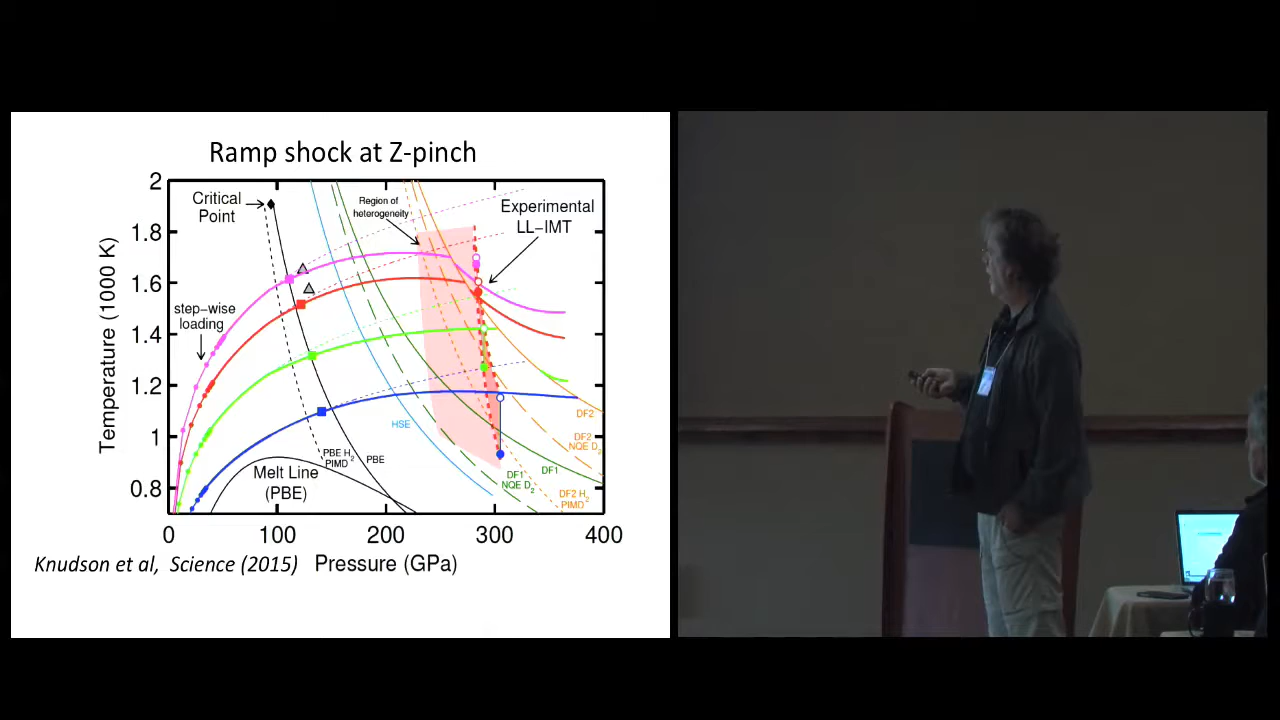 Ramp shock at Z-pinch
2
1.8
1.6
1.4
1.2
1
0.8
Temperature (1000 K)
Critical
Point
Region of
heterogeneity
Experimental
LL−IMT
step−wise
loading
HSE
PBE H2
PIMD
PBE
Melt Line
(PBE)
DF1
NQE D2
DF1
DF2
DF2
NQE D2
DF2 H2
PIMD
0
100
200
300
400
Pressure (GPa)
Knudson et al, Science (2015)